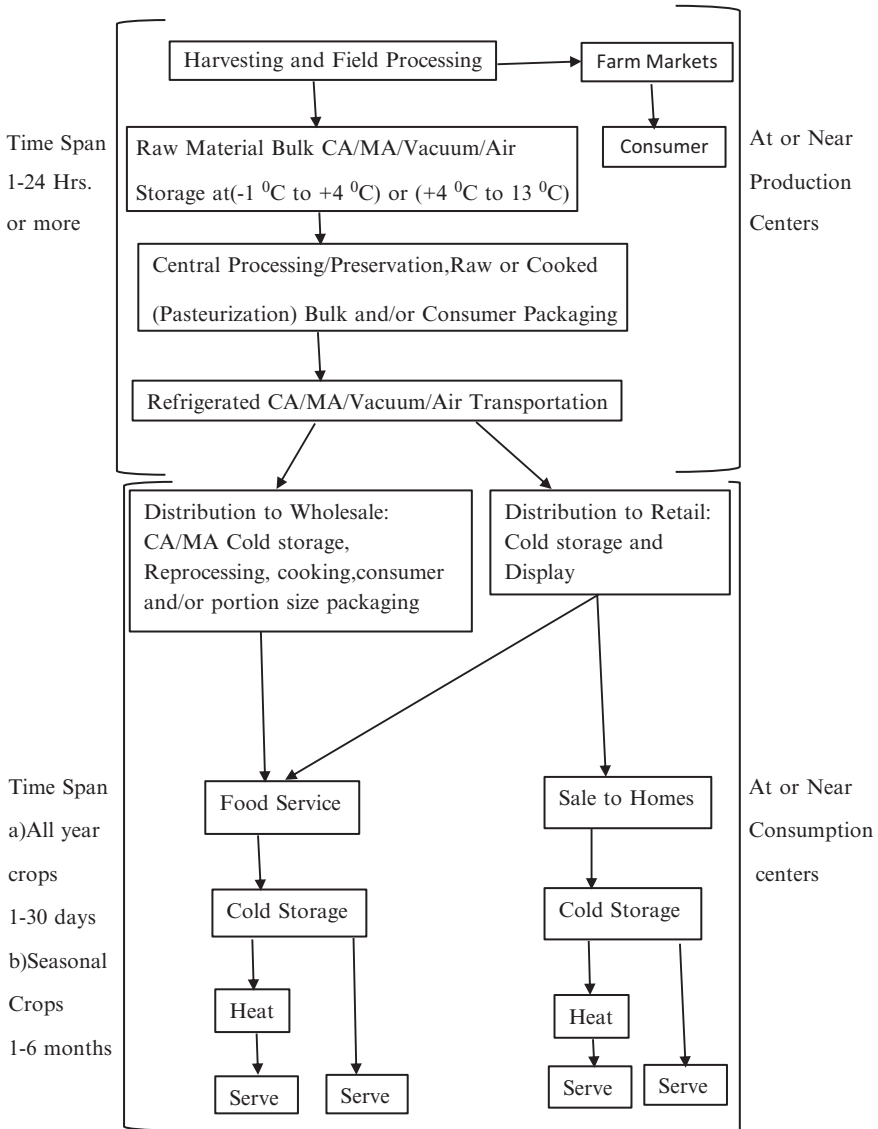 Harvesting and Field Processing
Farm Markets
Consumer
Time Span
1-24 Hrs.
or more
Raw Material Bulk CA/MA/Vacuum/Air
Storage at(-1 ⁰C to +4 ⁰C) or (+4 ⁰C to 13 ⁰C)
At or Near
Production
Centers
Central Processing/Preservation,Raw or Cooked
(Pasteurization) Bulk and/or Consumer Packaging
Refrigerated CA/MA/Vacuum/Air Transportation
Distribution to Wholesale:
CA/MA Cold storage,
Reprocessing, cooking,consumer
and/or portion size packaging
Distribution to Retail:
Cold storage and
Display
Time Span
a)All year
crops
1-30 days
b)Seasonal
Crops
1-6 months
Food Service
Cold Storage
Heat
Serve
Serve
Sale to Homes
Cold Storage
Heat
Serve
Serve
At or Near
Consumption
centers